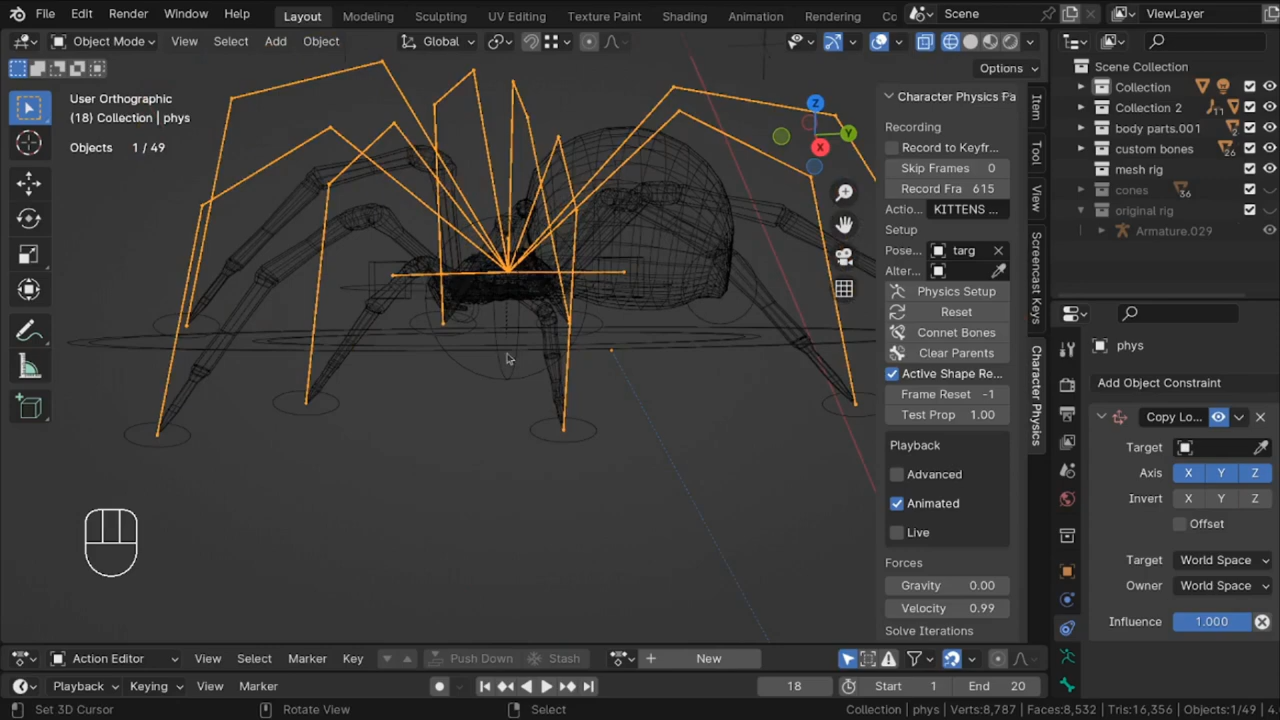 File Edit Render Window Help Layout Modeling Sculpting UV Editing Texture Paint Shading Animation Rendering Co Scene ViewLayer
Object Mode View Select Add Object Global
Options
User Orthographic
(18) Collection | phys
Objects 1 / 49
Z
Y
X
Character Physics Pa
Recording
Record to Keyfr...
Skip Frames 0
Record Fra 615
Actio... KITTENS ...
Setup
Pose... targ
Alter...
Physics Setup
Reset
Connet Bones
Clear Parents
Active Shape Re...
Frame Reset -1
Test Prop 1.00
Playback
Advanced
Animated
Live
Forces
Gravity 0.00
Velocity 0.99
Solve Iterations
Item
Tool
View
Screencast Keys
Character Physics
Scene Collection
Collection
Collection 2 11
body parts.001 2
custom bones 26
mesh rig
cones 36
original rig
Armature.029
phys
Add Object Constraint
Copy Lo...
Target
Axis X Y Z
Invert X Y Z
Offset
Target World Space
Owner World Space
Influence 1.000
Action Editor View Select Marker Key Push Down Stash New
Playback Keying View Marker 18 Start 1 End 20
Set 3D Cursor Rotate View Select Collection | phys Verts:8,787 Faces:8,532 Tris:16,356 Objects:1/49 4.